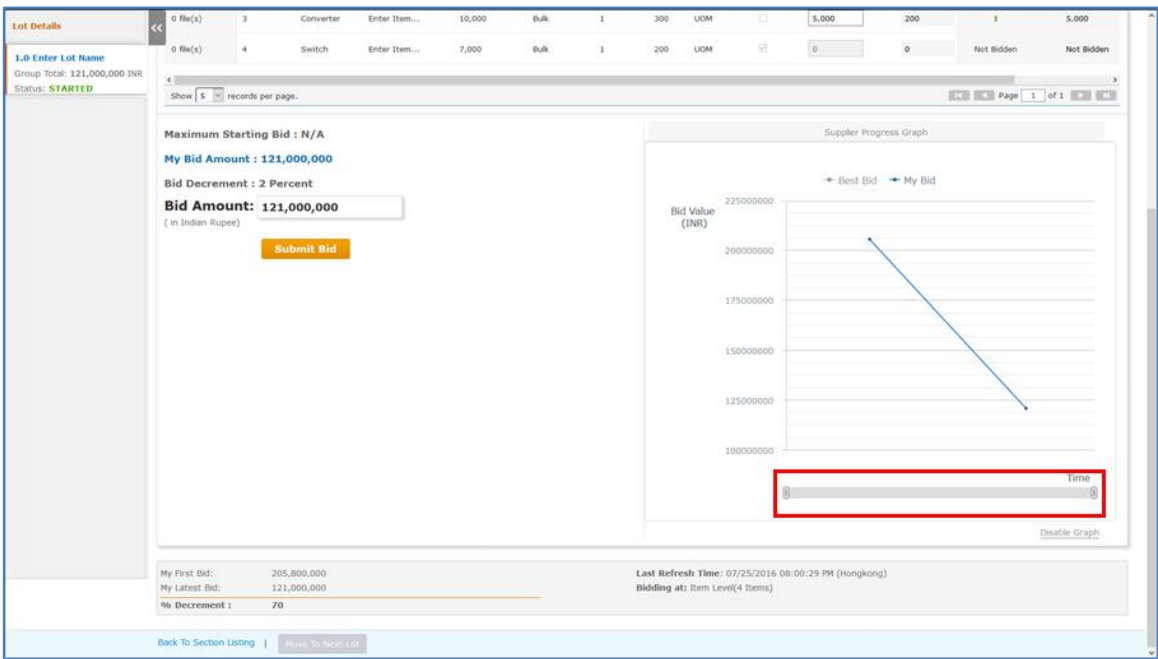 Lot Details
«
0 file(s) 3 Converter Enter Item... 10,000 Bulk 1 300 UOM 5,000 200 1 5,000
1.0 Enter Lot Name
Group Total: 121,000,000 INR
Status: STARTED
0 file(s) 4 Switch Enter Item... 7,000 Bulk 1 200 UOM 0 0 Not Bidden Not Bidden
Show 5 records per page. Page 1 of 1
Maximum Starting Bid : N/A
My Bid Amount : 121,000,000
Bid Decrement : 2 Percent
Bid Amount: 121,000,000
( in Indian Rupee)
Submit Bid
Supplier Progress Graph
Best Bid My Bid
Bid Value
(INR)
225000000
200000000
175000000
150000000
125000000
100000000
Time
Disable Graph
My First Bid: 205,800,000
My Latest Bid: 121,000,000
% Decrement : 70
Last Refresh Time: 07/25/2016 08:00:29 PM (Hongkong)
Bidding at: Item Level(4 Items)
Back To Section Listing | Move To Next Lot